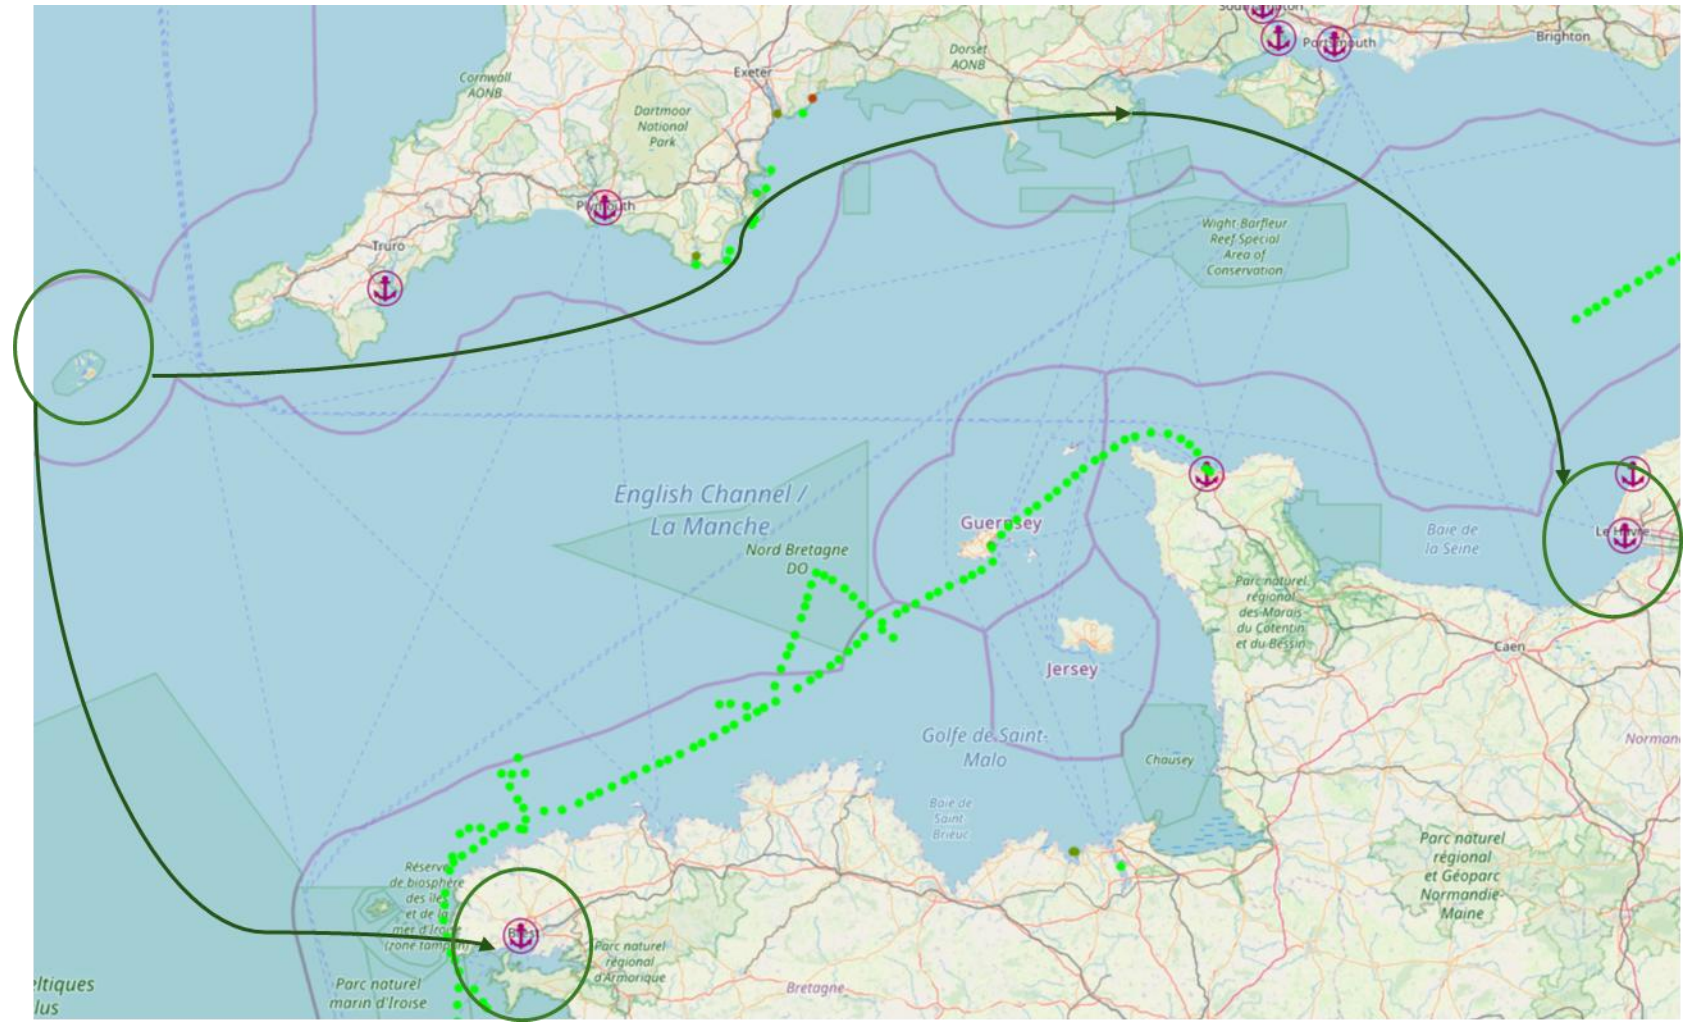 Portsmouth
Brighton
Dorset
AONB
Exeter
Cornwall
AONB
Dartmoor
National
Park
Plymouth
Truro
Wight-Barfleur
Reef Special
Area of
Conservation
English Channel /
La Manche
Guernsey
Nord Bretagne
DO
Le Havre
Baie de
la Seine
Parc naturel
régional
des Marais
du Cotentin
et du Bessin
Caen
Jersey
Golfe de Saint-
Malo
Chausey
Norman
Baie de
Saint
Brieuc
Parc naturel
régional
et Géoparc
Normandie-
Maine
Réserve
de biosphère
des îles
et de la
mer d'Iroise
(zone tampon)
Brest
Parc naturel
régional
d'Armorique
Parc naturel
marin d'Iroise
Bretagne
eltiques
lus